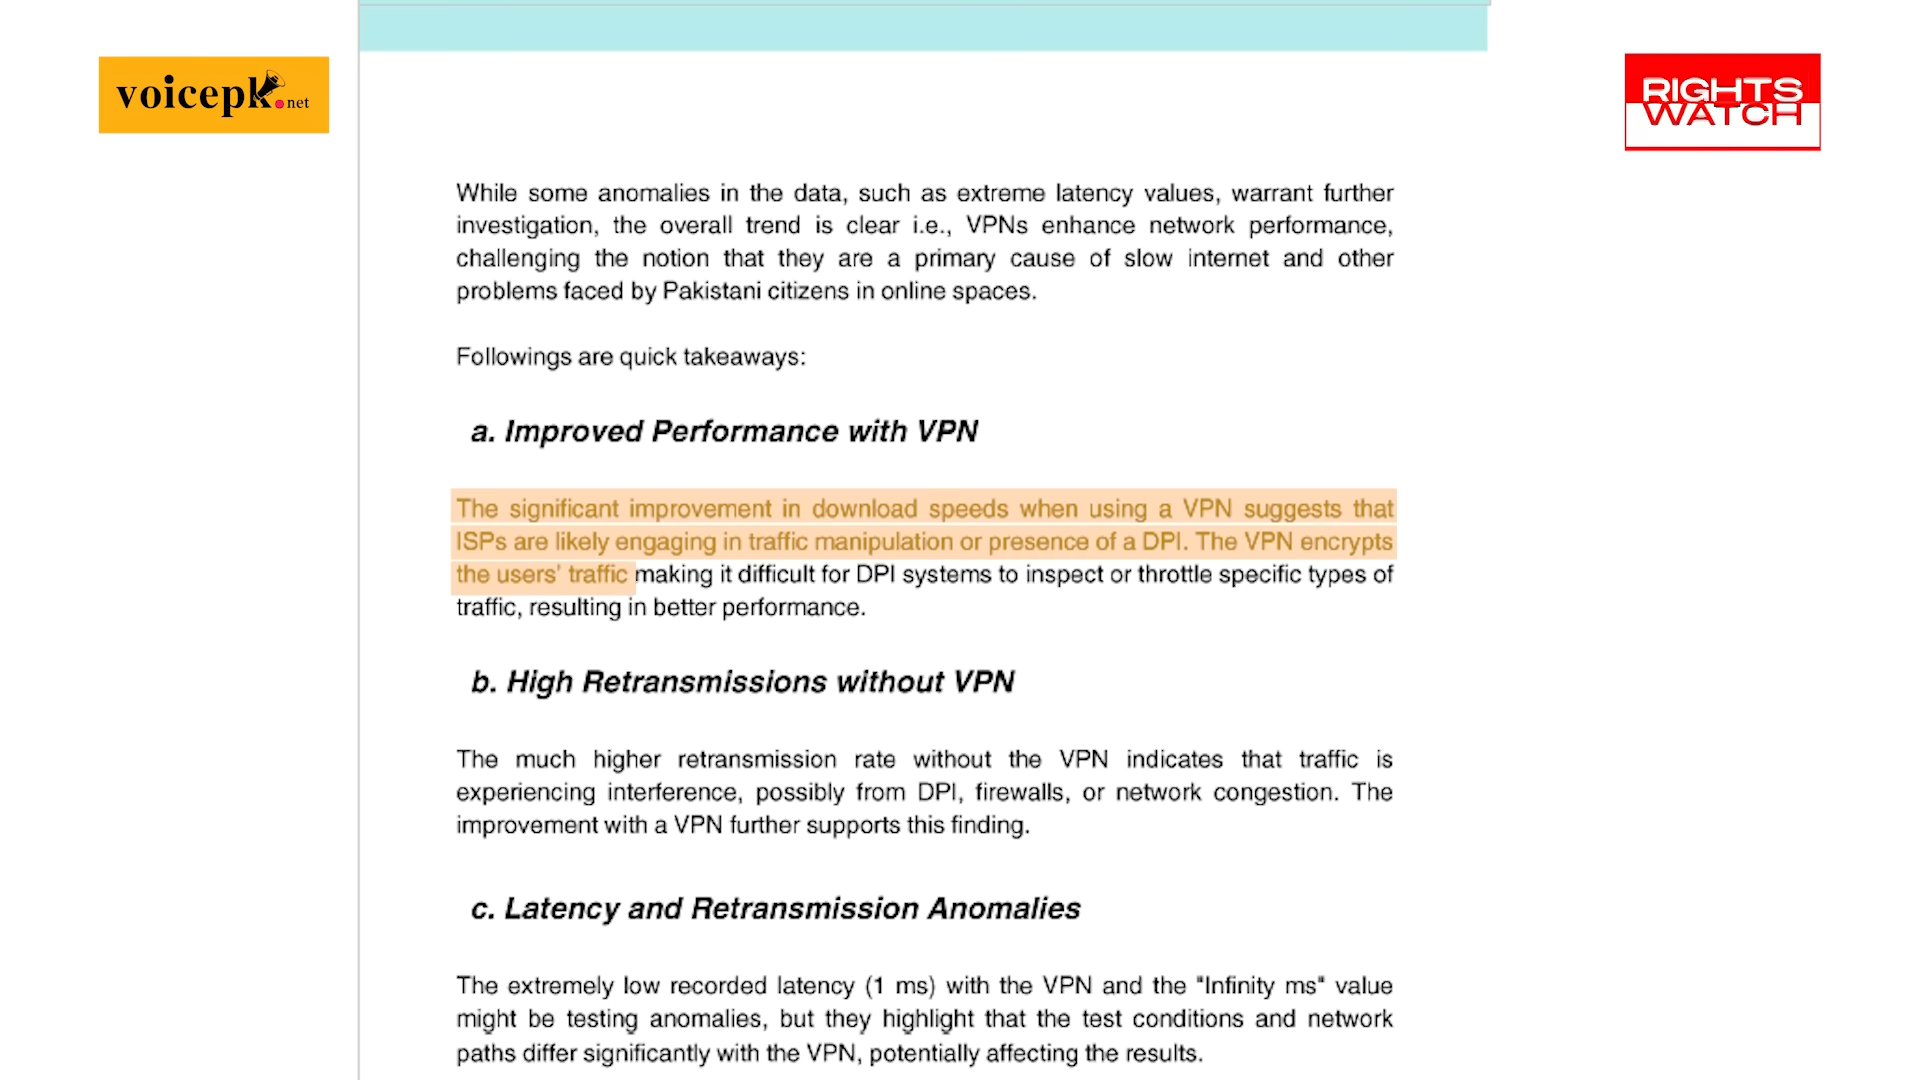 voicepk.net
RIGHTS
WATCH
While some anomalies in the data, such as extreme latency values, warrant further
investigation, the overall trend is clear i.e., VPNs enhance network performance,
challenging the notion that they are a primary cause of slow internet and other
problems faced by Pakistani citizens in online spaces.
Followings are quick takeaways:
a. Improved Performance with VPN
The significant improvement in download speeds when using a VPN suggests that
ISPs are likely engaging in traffic manipulation or presence of a DPI. The VPN encrypts
the users' traffic making it difficult for DPI systems to inspect or throttle specific types of
traffic, resulting in better performance.
b. High Retransmissions without VPN
The much higher retransmission rate without the VPN indicates that traffic is
experiencing interference, possibly from DPI, firewalls, or network congestion. The
improvement with a VPN further supports this finding.
c. Latency and Retransmission Anomalies
The extremely low recorded latency (1 ms) with the VPN and the "Infinity ms" value
might be testing anomalies, but they highlight that the test conditions and network
paths differ significantly with the VPN, potentially affecting the results.